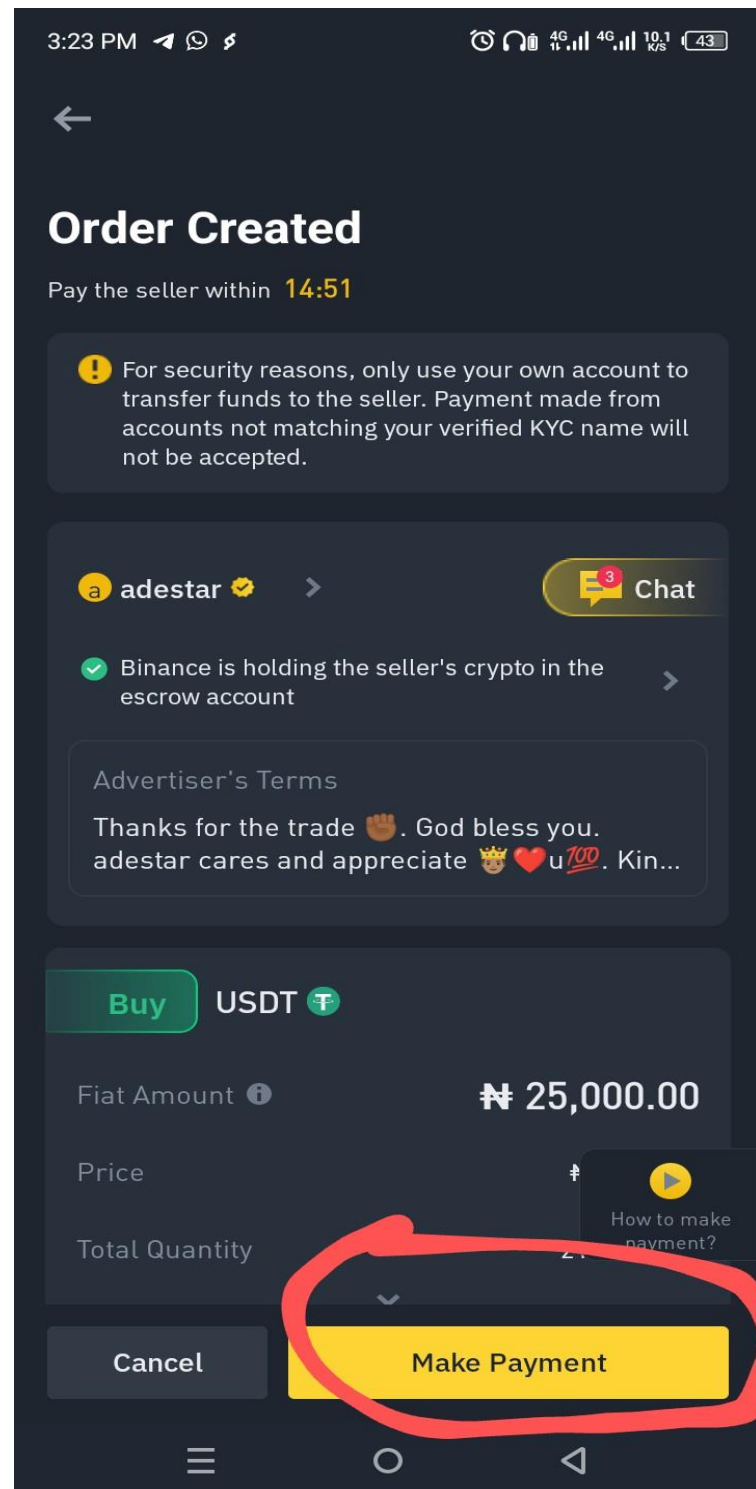 3:23 PM
4G 4G 10.1 K/S 43
Order Created
Pay the seller within 14:51
For security reasons, only use your own account to
transfer funds to the seller. Payment made from
accounts not matching your verified KYC name will
not be accepted.
a adestar
3 Chat
Binance is holding the seller's crypto in the
escrow account
Advertiser's Terms
Thanks for the trade ✊🏾. God bless you.
adestar cares and appreciate 🤴🏽❤️u💯. Kin...
Buy USDT
Fiat Amount ₦ 25,000.00
Price
How to make
payment?
Total Quantity
Cancel Make Payment